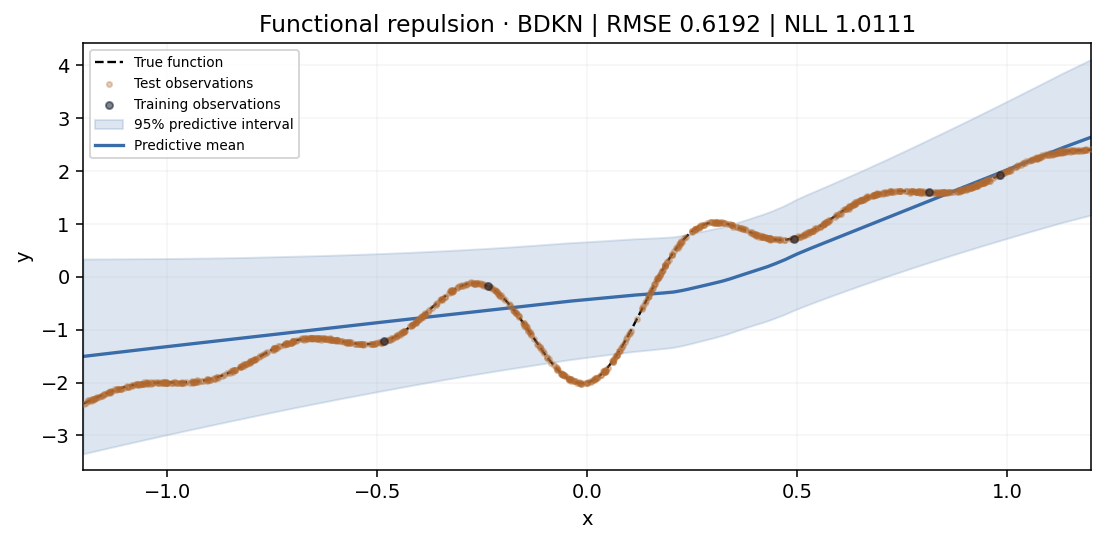 Functional repulsion · BDKN | RMSE 0.6192 | NLL 1.0111
True function
Test observations
Training observations
95% predictive interval
Predictive mean
y
4
3
2
1
0
−1
−2
−3
−1.0
−0.5
0.0
0.5
1.0
x